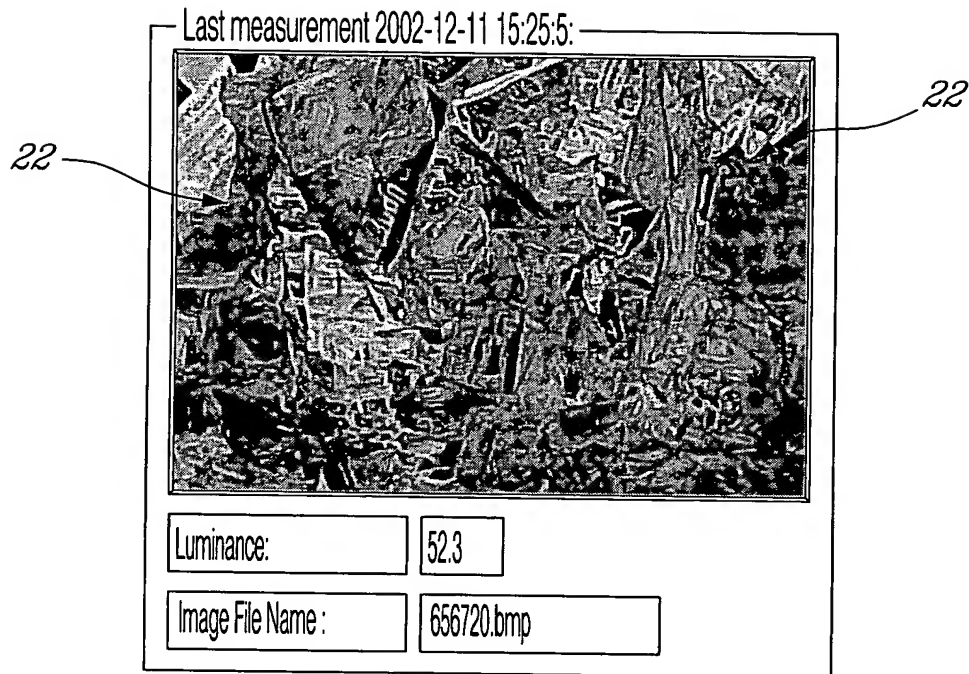 Last measurement 2002-12-11 15:25:5:
22
22
Luminance: 52.3
Image File Name : 656720.bmp